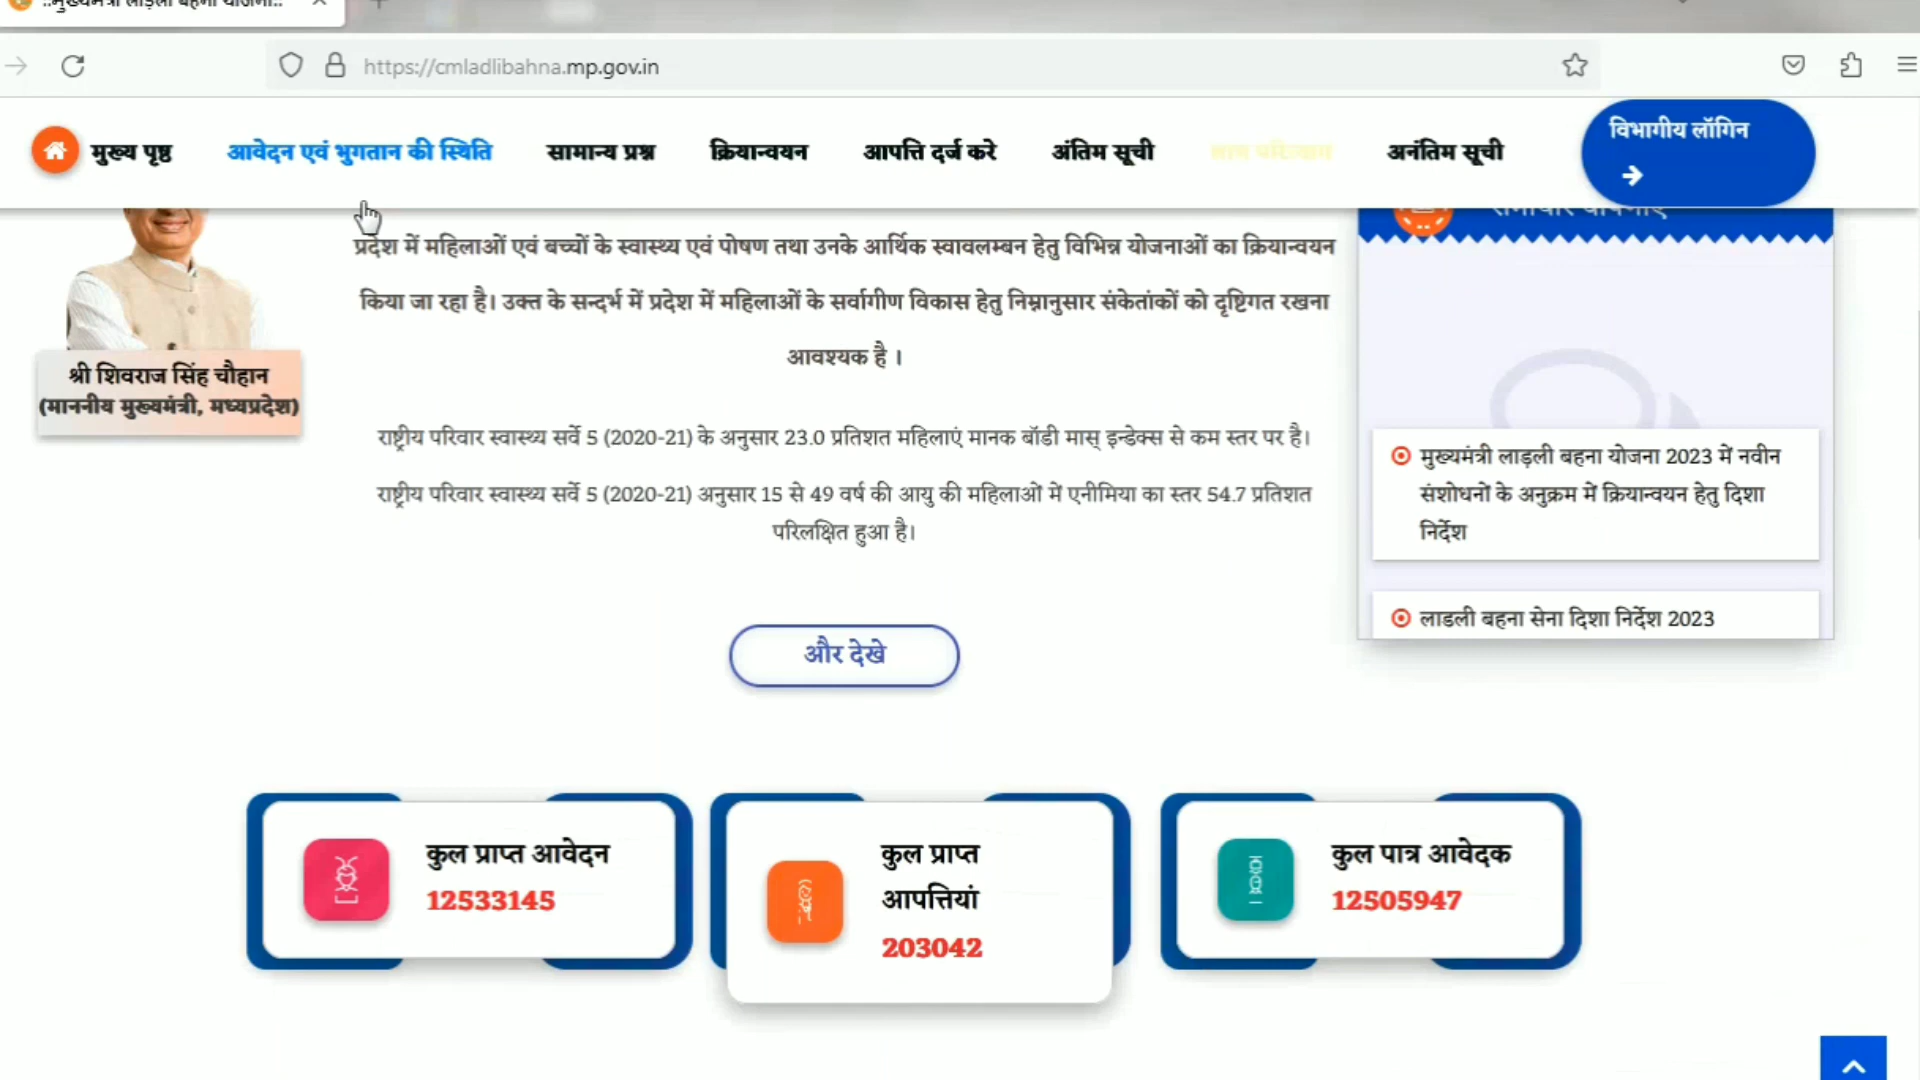 ::मुख्यमंत्री लाड़ली बहना योजना::
https://cmladlibahna.mp.gov.in
मुख्य पृष्ठ
आवेदन एवं भुगतान की स्थिति
सामान्य प्रश्न
क्रियान्वयन
आपत्ति दर्ज करे
अंतिम सूची
लाभ परित्याग
अनंतिम सूची
विभागीय लॉगिन
श्री शिवराज सिंह चौहान
(माननीय मुख्यमंत्री, मध्यप्रदेश)
प्रदेश में महिलाओं एवं बच्चों के स्वास्थ्य एवं पोषण तथा उनके आर्थिक स्वावलम्बन हेतु विभिन्न योजनाओं का क्रियान्वयन
किया जा रहा है। उक्त के सन्दर्भ में प्रदेश में महिलाओं के सर्वागीण विकास हेतु निम्नानुसार संकेतांकों को दृष्टिगत रखना
आवश्यक है ।
राष्ट्रीय परिवार स्वास्थ्य सर्वे 5 (2020-21) के अनुसार 23.0 प्रतिशत महिलाएं मानक बॉडी मास् इन्डेक्स से कम स्तर पर है।
राष्ट्रीय परिवार स्वास्थ्य सर्वे 5 (2020-21) अनुसार 15 से 49 वर्ष की आयु की महिलाओं में एनीमिया का स्तर 54.7 प्रतिशत
परिलक्षित हुआ है।
और देखे
मुख्यमंत्री लाड़ली बहना योजना 2023 में नवीन
संशोधनों के अनुक्रम में क्रियान्वयन हेतु दिशा
निर्देश
लाडली बहना सेना दिशा निर्देश 2023
कुल प्राप्त आवेदन
12533145
कुल प्राप्त
आपत्तियां
203042
कुल पात्र आवेदक
12505947